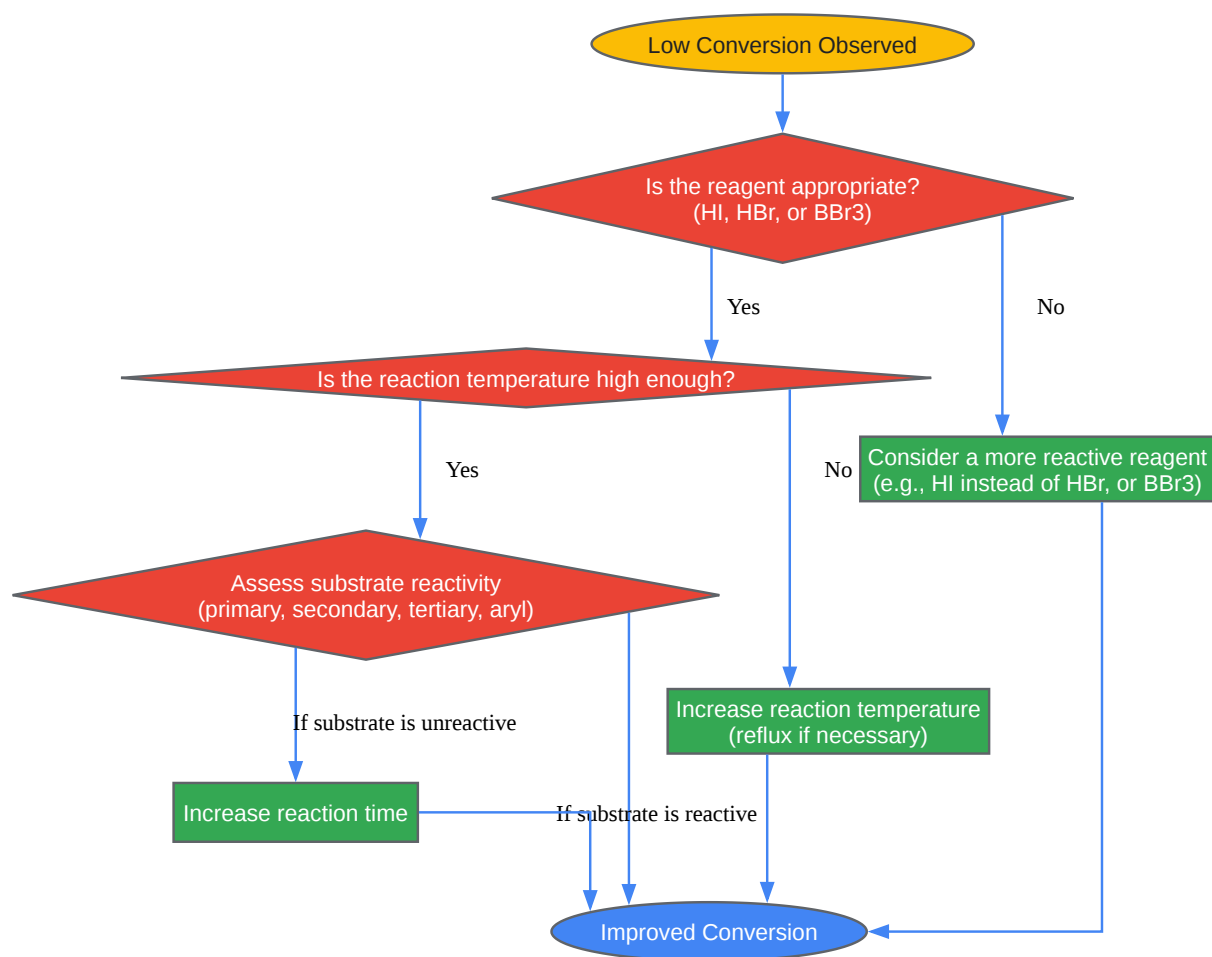 Low Conversion Observed
Is the reagent appropriate?
(HI, HBr, or BBr3)
Yes
No
Is the reaction temperature high enough?
Yes
No
Consider a more reactive reagent
(e.g., HI instead of HBr, or BBr3)
Assess substrate reactivity
(primary, secondary, tertiary, aryl)
If substrate is unreactive
Increase reaction temperature
(reflux if necessary)
Increase reaction time
If substrate is reactive
Improved Conversion